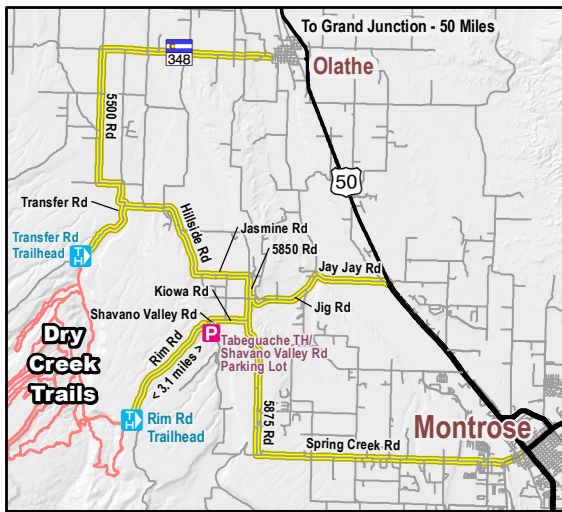 To Grand Junction - 50 Miles
348
Olathe
5500 Rd
50
Transfer Rd
Hillside Rd
Transfer Rd
Trailhead
TH
Jasmine Rd
5850 Rd
Jay Jay Rd
Kiowa Rd
Jig Rd
Shavano Valley Rd
P
Tabeguache TH/
Shavano Valley Rd
Parking Lot
Rim Rd
< 3.1 miles >
Dry
Creek
Trails
TH
Rim Rd
Trailhead
5875 Rd
Montrose
Spring Creek Rd